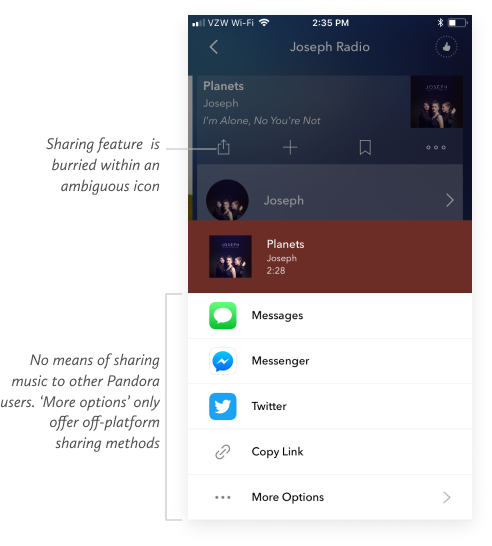 VZW Wi-Fi 2:35 PM
Joseph Radio
Planets
Joseph
I'm Alone, No You're Not
JOSEPH
Sharing feature is
burried within an
ambiguous icon
Joseph
JOSEPH
Planets
Joseph
2:28
Messages
No means of sharing
music to other Pandora
users. ‘More options’ only
offer off-platform
sharing methods
Messenger
Twitter
Copy Link
More Options